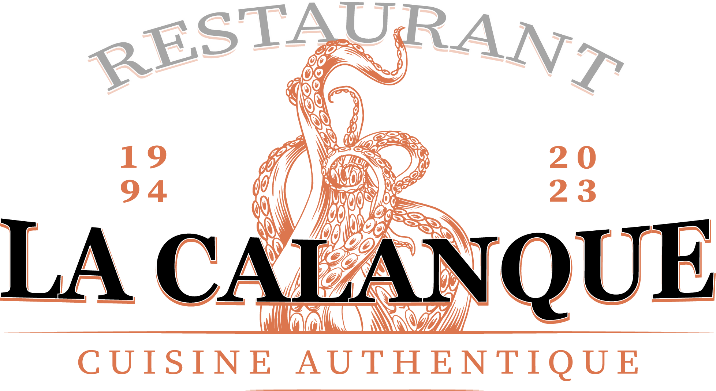 RESTAURANT
19 20
94 23
LA CALANQUE
CUISINE AUTHENTIQUE